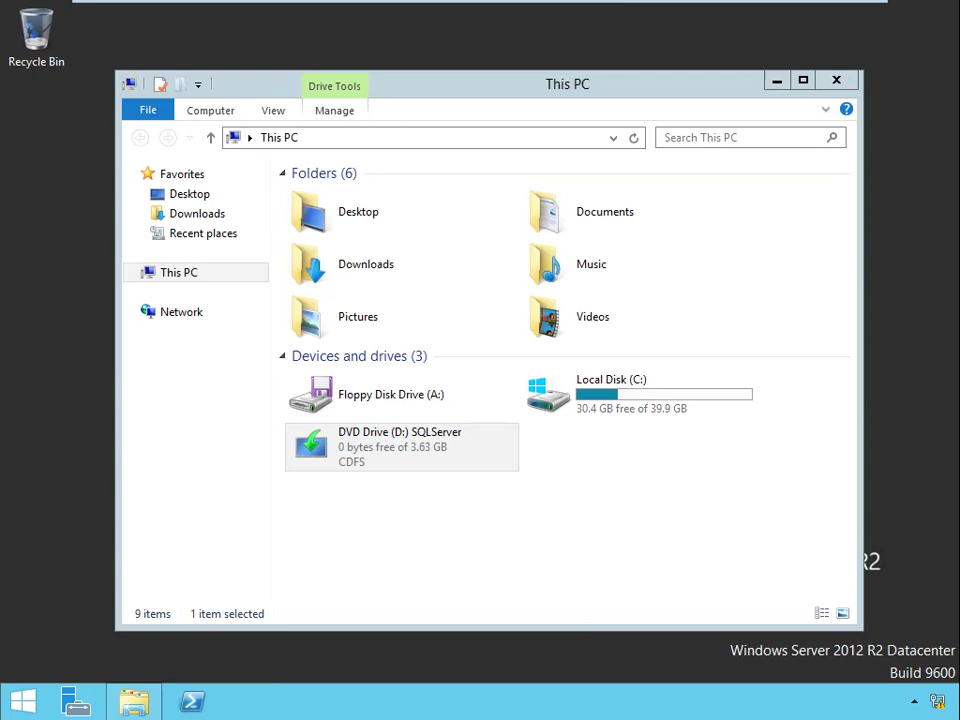 Recycle Bin
Drive Tools
This PC
File
Computer
View
Manage
This PC
Search This PC
Favorites
Desktop
Downloads
Recent places
This PC
Network
Folders (6)
Desktop
Documents
Downloads
Music
Pictures
Videos
Devices and drives (3)
Floppy Disk Drive (A:)
Local Disk (C:)
30.4 GB free of 39.9 GB
DVD Drive (D:) SQLServer
0 bytes free of 3.63 GB
CDFS
R2
9 items
1 item selected
Windows Server 2012 R2 Datacenter
Build 9600